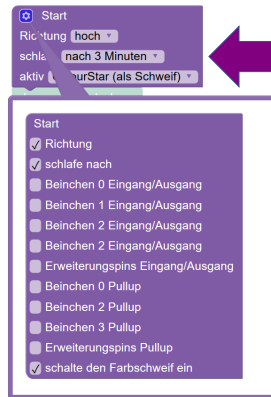 Start
Richtung hoch
nach 3 Minuten
aktiv (als Schweif)
Start
Richtung
schlafe nach
Beinchen 0 Eingang/Ausgang
Beinchen 1 Eingang/Ausgang
Beinchen 2 Eingang/Ausgang
Beinchen 2 Eingang/Ausgang
Erweiterungspins Eingang/Ausgang
Beinchen 0 Pullup
Beinchen 2 Pullup
Beinchen 3 Pullup
Erweiterungspins Pullup
schalte den Farbschweif ein